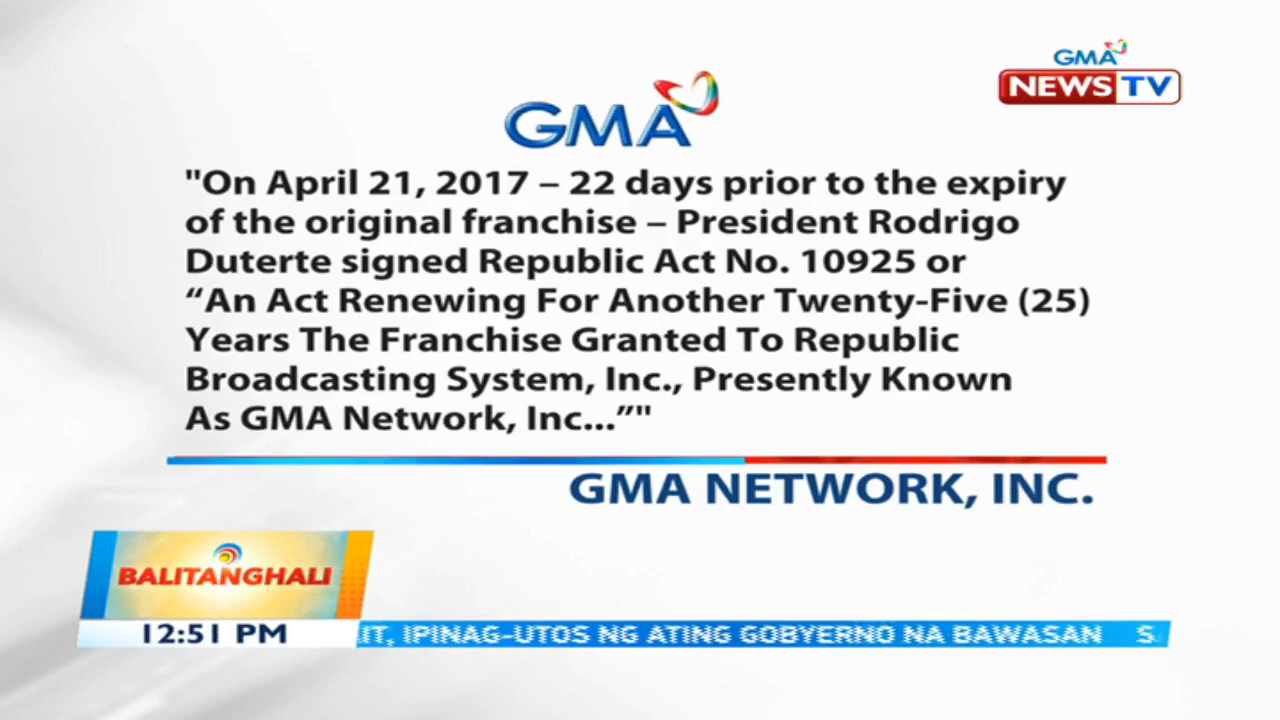 GMA
NEWS TV
GMA
"On April 21, 2017 – 22 days prior to the expiry
of the original franchise – President Rodrigo
Duterte signed Republic Act No. 10925 or
“An Act Renewing For Another Twenty-Five (25)
Years The Franchise Granted To Republic
Broadcasting System, Inc., Presently Known
As GMA Network, Inc...”"
GMA NETWORK, INC.
BALITANGHALI
12:51 PM
IT, IPINAG-UTOS NG ATING GOBYERNO NA BAWASAN